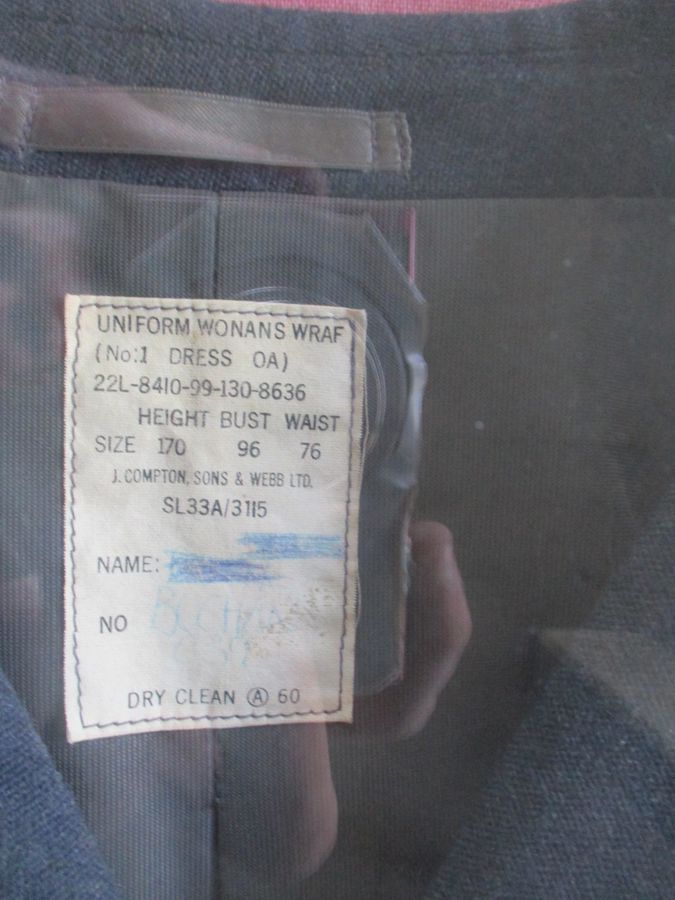 UNIFORM WONANS WRAF
(No:1 DRESS OA)
22L-8410-99-130-8636
HEIGHT BUST WAIST
SIZE 170 96 76
J. COMPTON, SONS & WEBB LTD.
SL33A/3115
NAME:
NO
DRY CLEAN Ⓐ 60